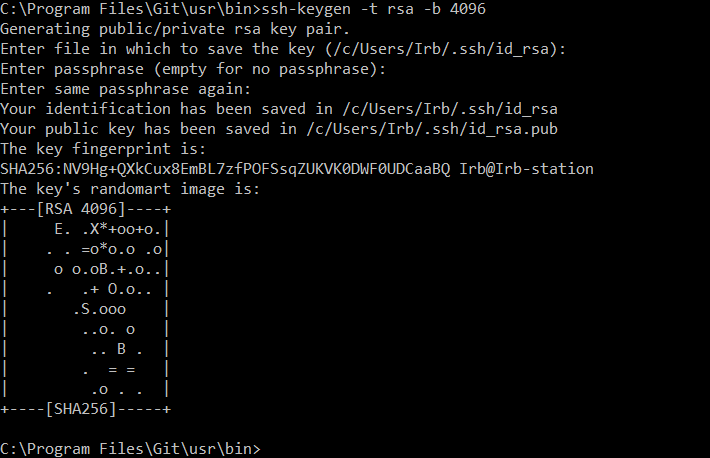 C:\Program Files\Git\usr\bin>ssh-keygen -t rsa -b 4096
Generating public/private rsa key pair.
Enter file in which to save the key (/c/Users/Irb/.ssh/id_rsa):
Enter passphrase (empty for no passphrase):
Enter same passphrase again:
Your identification has been saved in /c/Users/Irb/.ssh/id_rsa
Your public key has been saved in /c/Users/Irb/.ssh/id_rsa.pub
The key fingerprint is:
SHA256:NV9Hg+QXkCux8EmBL7zfPOFSsqZUKVK0DWF0UDCaaBQ Irb@Irb-station
The key's randomart image is:
+---[RSA 4096]----+
|     E. .X*+oo+o.|
|    . . =o*o.o .o|
|     o o.oB.+.o..|
|    .   .+ O.o.. |
|       .S.ooo    |
|        ..o. o   |
|         .. B .  |
|        .  = =   |
|         .o . .  |
+----[SHA256]-----+
C:\Program Files\Git\usr\bin>